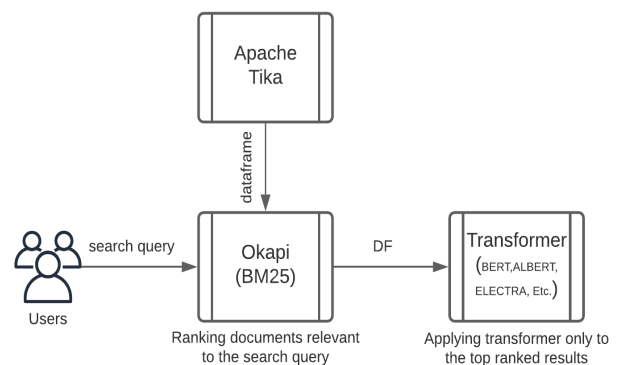 Apache
Tika
dataframe
search query
Users
Okapi
(BM25)
DF
Transformer
(BERT,ALBERT,
ELECTRA, Etc.)
Ranking documents relevant
to the search query
Applying transformer only to
the top ranked results